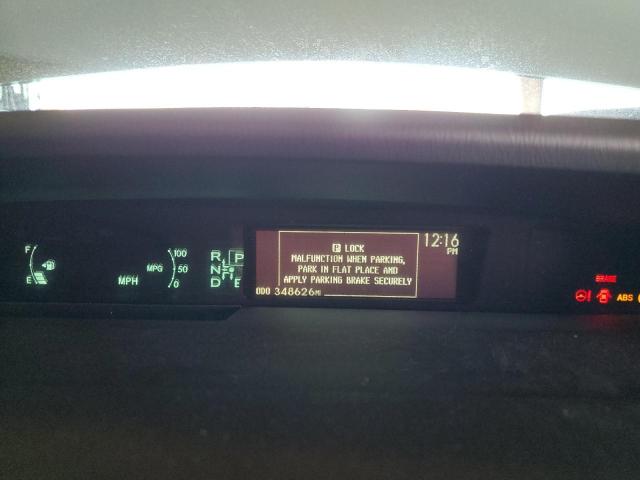 P LOCK
MALFUNCTION WHEN PARKING,
PARK IN FLAT PLACE AND
APPLY PARKING BRAKE SECURELY
12:16
PM
ODO 348626MI
F
E
MPH
MPG
100
50
0
R
N
D
P
E
BRAKE
ABS